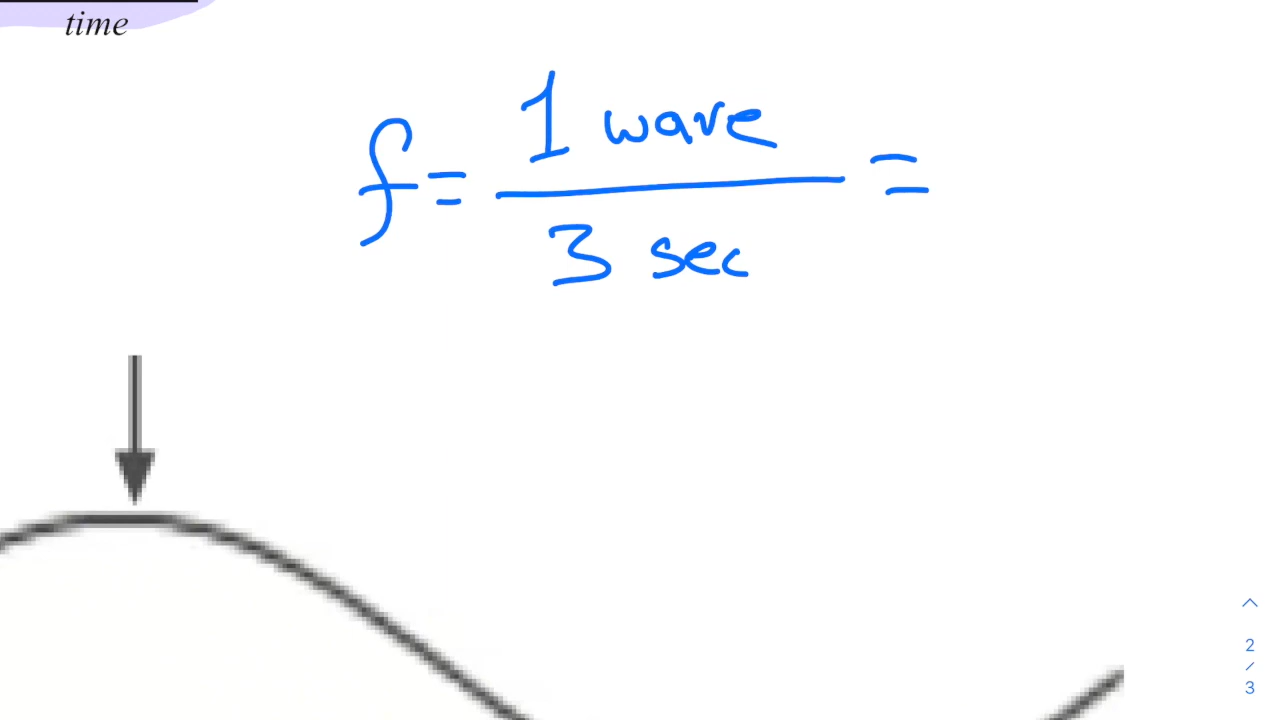 time
f = 1 wave / 3 sec =
2
/
3